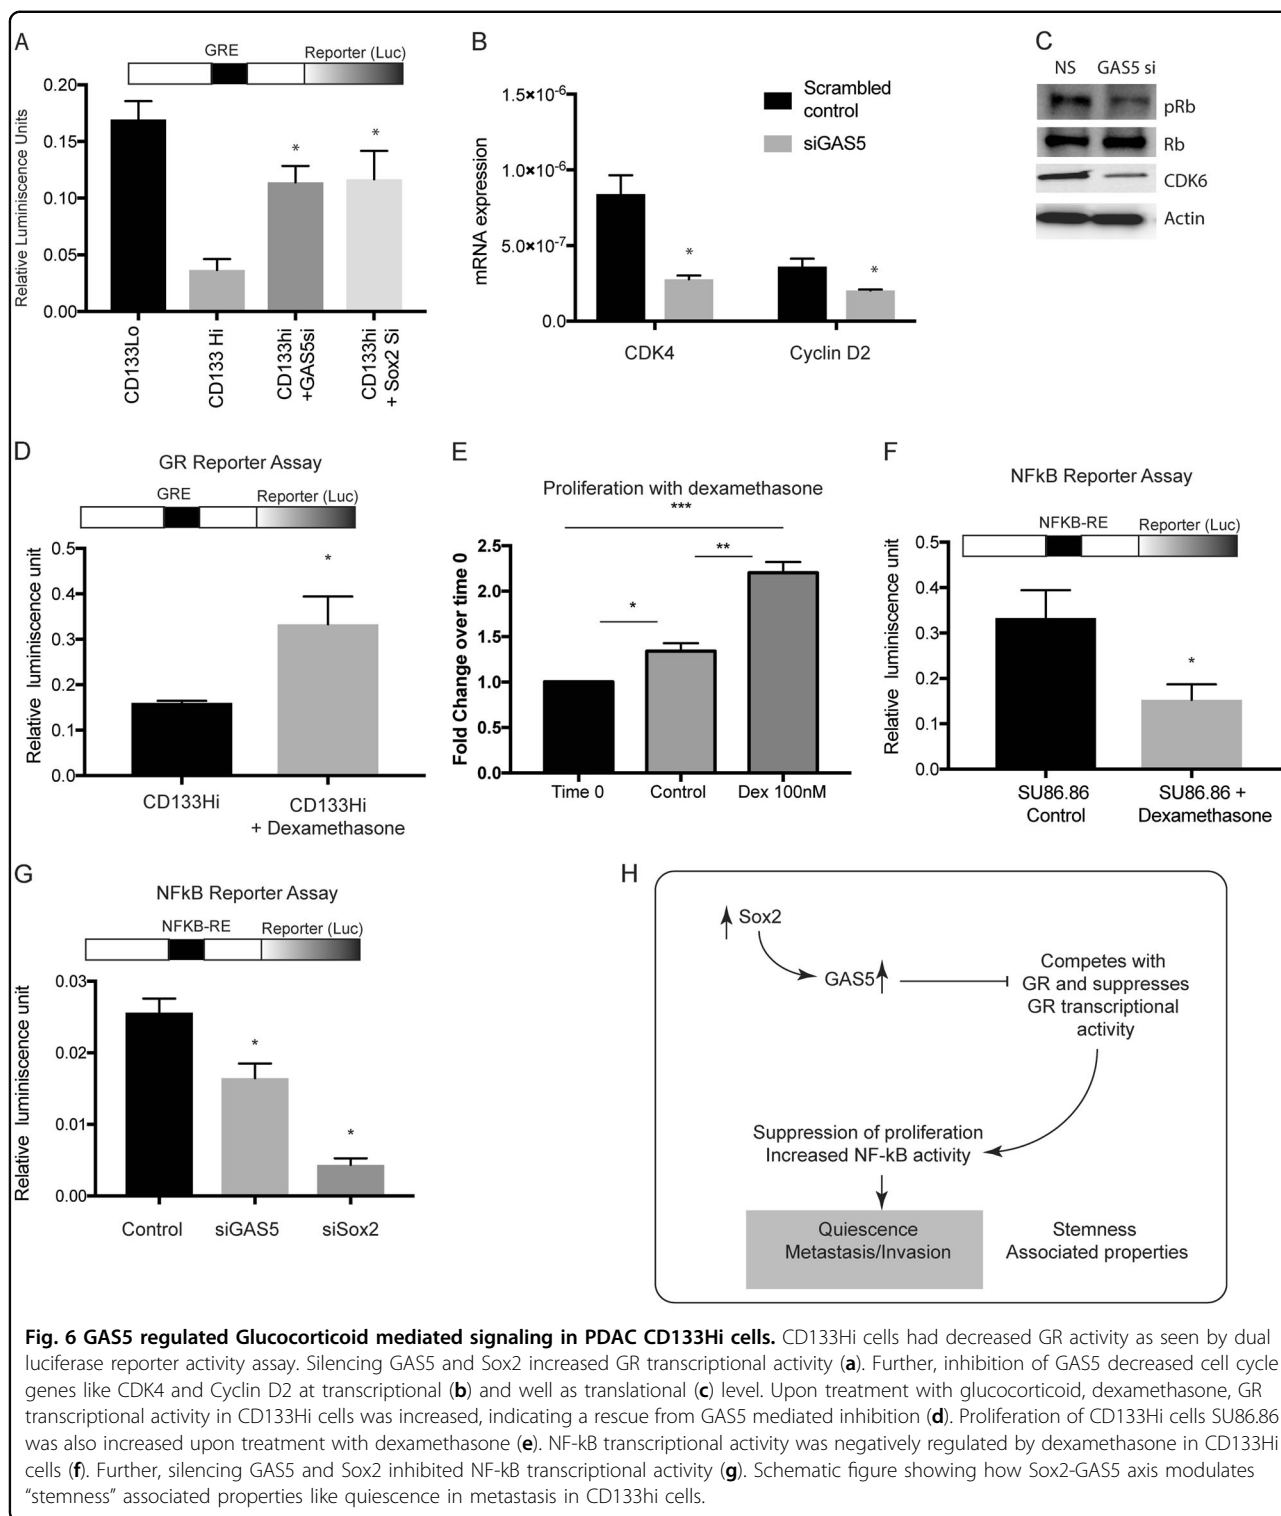 A
GRE
Reporter (Luc)
Relative Luminiscence Units
0.20
0.15
0.10
0.05
0.00
*
*
CD133Lo
CD133 Hi
CD133hi
+GAS5si
CD133hi
+ Sox2 Si
B
mRNA expression
1.5×10-6
1.0×10-6
5.0×10-7
0.0
Scrambled
control
siGAS5
*
*
CDK4
Cyclin D2
C
NS GAS5 si
pRb
Rb
CDK6
Actin
D
GR Reporter Assay
GRE
Reporter (Luc)
Relative luminiscence unit
0.5
0.4
0.3
0.2
0.1
0.0
*
CD133Hi
CD133Hi
+ Dexamethasone
E
Proliferation with dexamethasone
***
**
*
Fold Change over time 0
2.5
2.0
1.5
1.0
0.5
0.0
Time 0
Control
Dex 100nM
F
NFkB Reporter Assay
NFKB-RE
Reporter (Luc)
Relative luminiscence unit
0.5
0.4
0.3
0.2
0.1
0.0
*
SU86.86
Control
SU86.86 +
Dexamethasone
G
NFkB Reporter Assay
NFKB-RE
Reporter (Luc)
Relative luminiscence unit
0.03
0.02
0.01
0.00
*
*
Control
siGAS5
siSox2
H
Sox2
GAS5
Competes with
GR and suppresses
GR transcriptional
activity
Suppression of proliferation
Increased NF-kB activity
Quiescence
Metastasis/Invasion
Stemness
Associated properties
Fig. 6 GAS5 regulated Glucocorticoid mediated signaling in PDAC CD133Hi cells. CD133Hi cells had decreased GR activity as seen by dual
luciferase reporter activity assay. Silencing GAS5 and Sox2 increased GR transcriptional activity (a). Further, inhibition of GAS5 decreased cell cycle
genes like CDK4 and Cyclin D2 at transcriptional (b) and well as translational (c) level. Upon treatment with glucocorticoid, dexamethasone, GR
transcriptional activity in CD133Hi cells was increased, indicating a rescue from GAS5 mediated inhibition (d). Proliferation of CD133Hi cells SU86.86
was also increased upon treatment with dexamethasone (e). NF-kB transcriptional activity was negatively regulated by dexamethasone in CD133Hi
cells (f). Further, silencing GAS5 and Sox2 inhibited NF-kB transcriptional activity (g). Schematic figure showing how Sox2-GAS5 axis modulates
"stemness" associated properties like quiescence in metastasis in CD133hi cells.